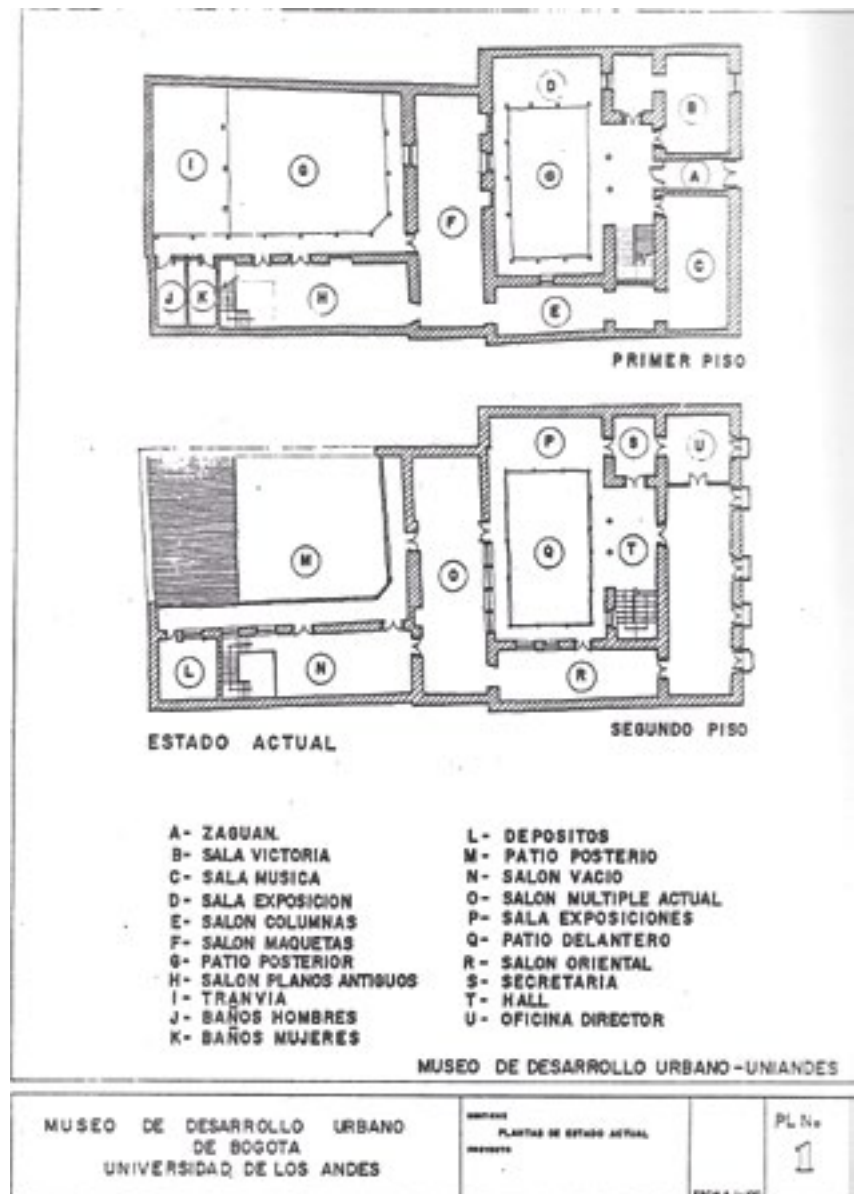 D
B
I
G
G
A
F
C
J
K
H
E
PRIMER PISO
P
S
U
M
O
Q
T
L
N
R
SEGUNDO PISO
ESTADO ACTUAL
A- ZAGUAN.
B- SALA VICTORIA
C- SALA MUSICA
D- SALA EXPOSICION
E- SALON COLUMNAS
F- SALON MAQUETAS
G- PATIO POSTERIOR
H- SALON PLANOS ANTIGUOS
I- TRANVIA
J- BAÑOS HOMBRES
K- BAÑOS MUJERES
L- DEPOSITOS
M- PATIO POSTERIO
N- SALON VACIO
O- SALON MULTIPLE ACTUAL
P- SALA EXPOSICIONES
Q- PATIO DELANTERO
R- SALON ORIENTAL
S- SECRETARIA
T- HALL
U- OFICINA DIRECTOR
MUSEO DE DESARROLLO URBANO-UNIANDES
MUSEO DE DESARROLLO URBANO
DE BOGOTA
UNIVERSIDAD DE LOS ANDES
PLANTAS DE ESTADO ACTUAL
PROYECTO
PL No
1